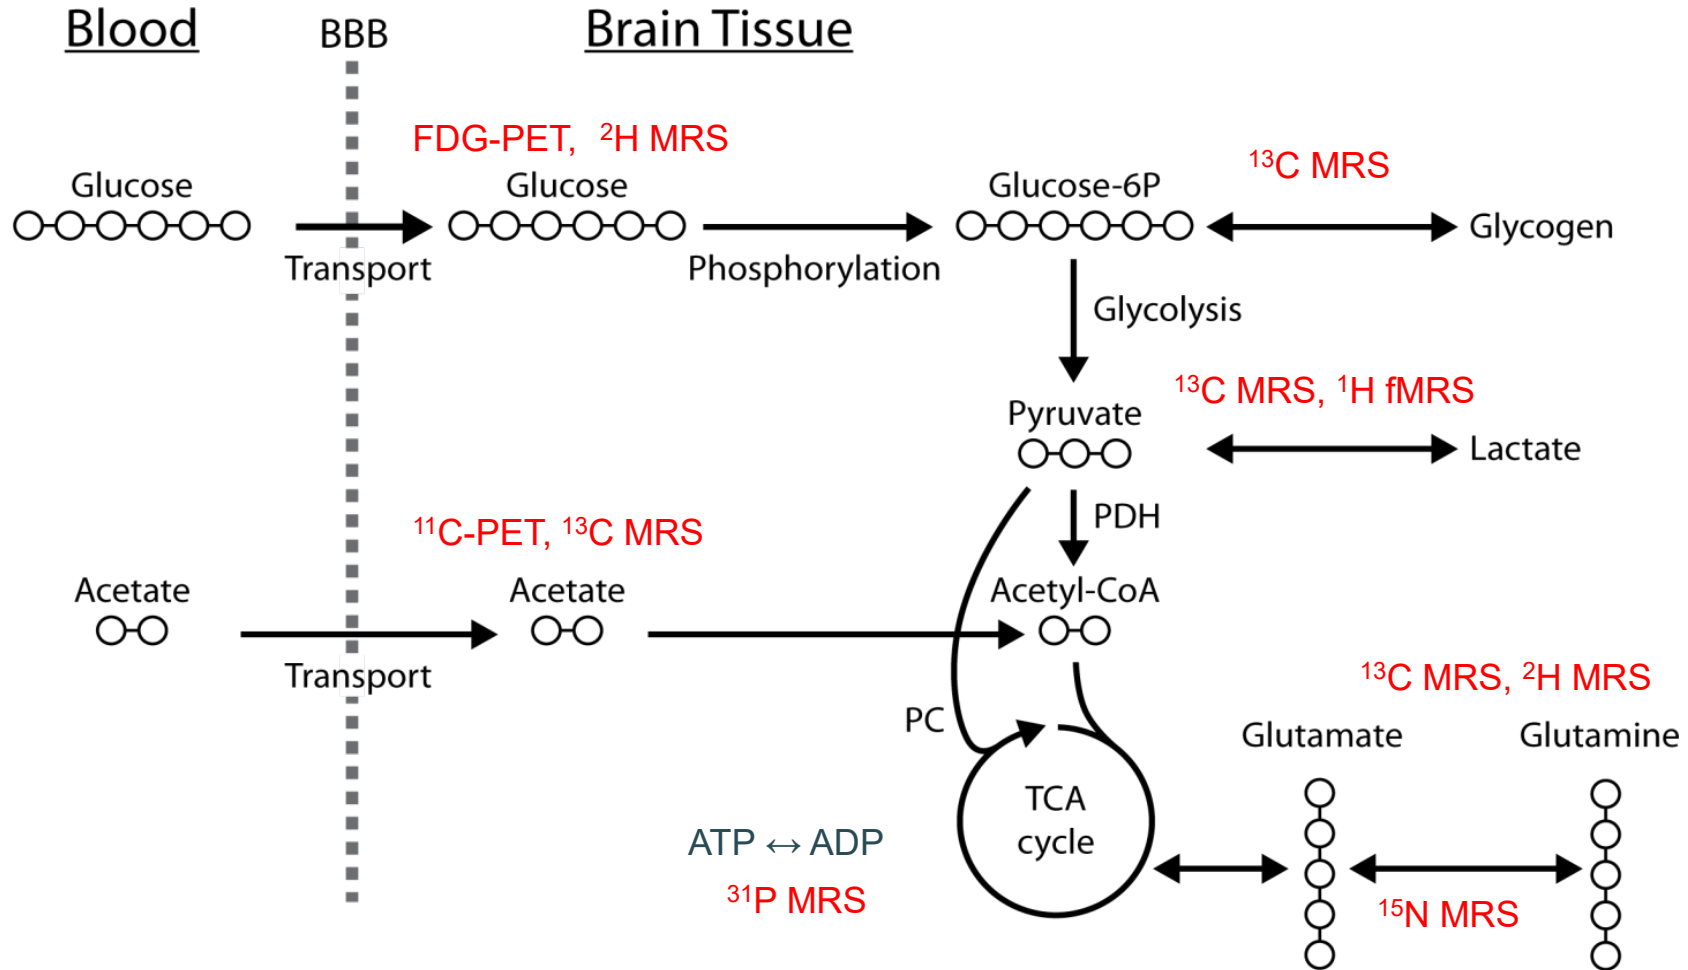 Blood
BBB
Brain Tissue
FDG-PET, ²H MRS
¹³C MRS
Glucose
Glucose
Glucose-6P
Glycogen
Transport
Phosphorylation
Glycolysis
¹³C MRS, ¹H fMRS
Pyruvate
Lactate
PDH
¹¹C-PET, ¹³C MRS
Acetate
Acetate
Acetyl-CoA
Transport
¹³C MRS, ²H MRS
PC
Glutamate
Glutamine
TCA
cycle
ATP ↔ ADP
³¹P MRS
¹⁵N MRS